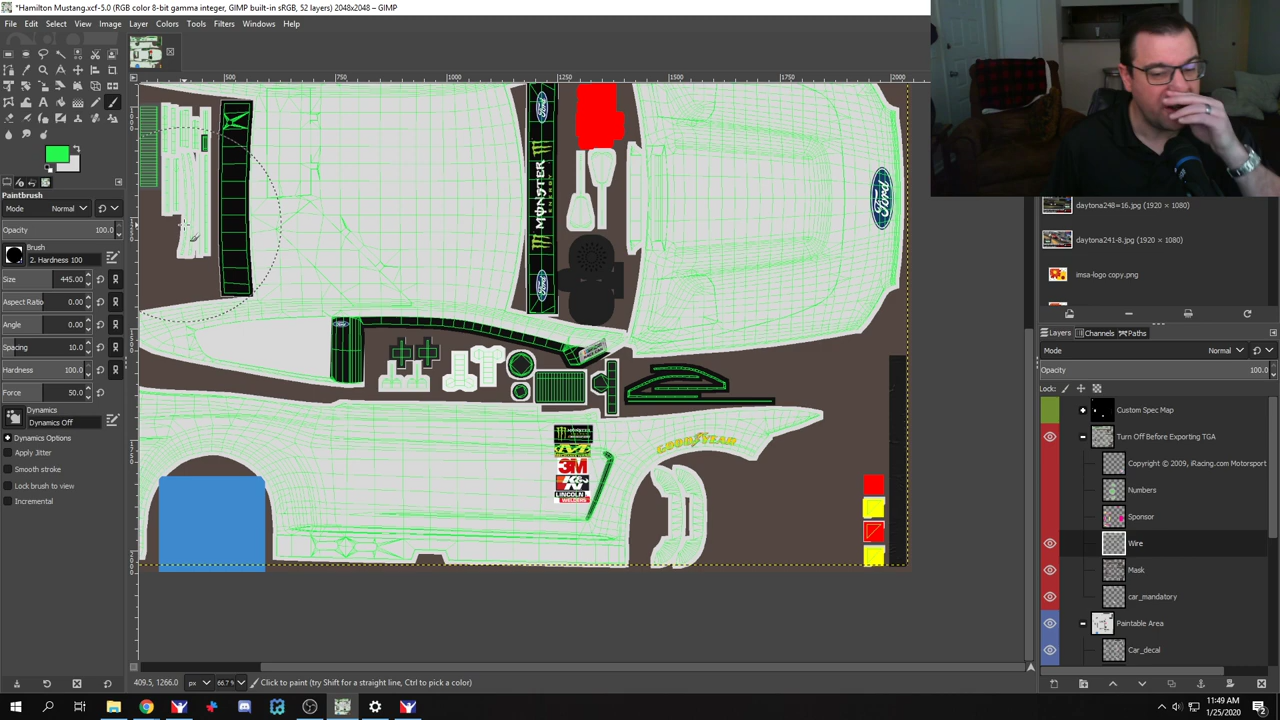 *Hamilton Mustang.xcf-5.0 (RGB color 8-bit gamma integer, GIMP built-in sRGB, 52 layers) 2048x2048 – GIMP
File Edit Select View Image Layer Colors Tools Filters Windows Help
500 750 1000 1250 1500 1750 2000
Paintbrush
Mode Normal
Opacity 100.0
Brush
2. Hardness 100
Size 445.00
Aspect Ratio 0.00
Angle 0.00
Spacing 10.0
Hardness 100.0
Force 50.0
Dynamics
Dynamics Off
Dynamics Options
Apply Jitter
Smooth stroke
Lock brush to view
Incremental
Ford
MONSTER
ENERGY
Ford
Ford
Ford
MONSTER
3M
K&N
LINCOLN
WELDERS
GOODYEAR
daytona248=16.jpg (1920 × 1080)
daytona241-8.jpg (1920 × 1080)
imsa-logo copy.png
Layers Channels Paths
Mode Normal
Opacity 100.0
Lock:
Custom Spec Map
Turn Off Before Exporting TGA
Copyright © 2009, iRacing.com Motorspor
Numbers
Sponsor
Wire
Mask
car_mandatory
Paintable Area
Car_decal
409.5, 1266.0 px 66.7 % Click to paint (try Shift for a straight line, Ctrl to pick a color)
11:49 AM
1/25/2020